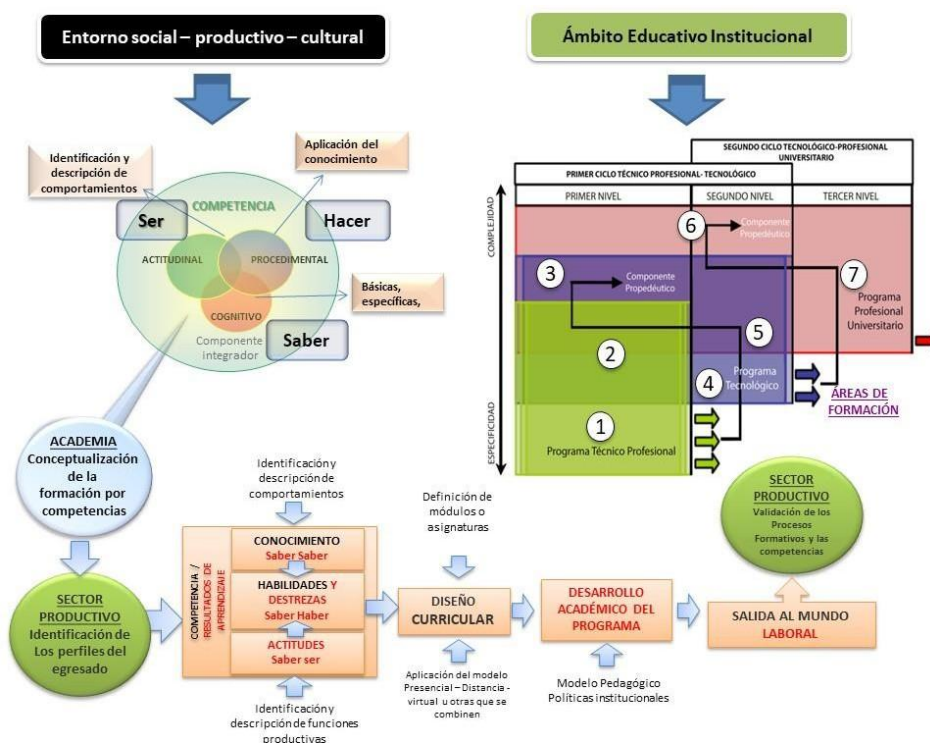 Entorno social – productivo – cultural
Ámbito Educativo Institucional
Identificación y
descripción de
comportamientos
Aplicación del
conocimiento
COMPETENCIA
Ser
Hacer
ACTITUDINAL
PROCEDIMENTAL
COGNITIVO
Básicas,
específicas,
Componente
integrador
Saber
SEGUNDO CICLO TECNOLÓGICO-PROFESIONAL
UNIVERSITARIO
PRIMER CICLO TÉCNICO PROFESIONAL- TECNOLÓGICO
PRIMER NIVEL
SEGUNDO NIVEL
TERCER NIVEL
COMPLEJIDAD
ESPECIFICIDAD
6
Componente
Propedéutico
3
Componente
Propedéutico
7
Programa
Profesional
Universitario
5
2
4
Programa
Tecnológico
1
Programa Técnico Profesional
ÁREAS DE
FORMACIÓN
ACADEMIA
Conceptualización
de la
formación por
competencias
SECTOR
PRODUCTIVO
Identificación de
Los perfiles del
egresado
Identificación y
descripción de
comportamientos
COMPETENCIA /
RESULTADOS DE
APRENDIZAJE
CONOCIMIENTO
Saber Saber
HABILIDADES Y
DESTREZAS
Saber Haber
ACTITUDES
Saber ser
Identificación y
descripción de funciones
productivas
Definición de
módulos o
asignaturas
DISEÑO
CURRICULAR
Aplicación del modelo
Presencial – Distancia -
virtual u otras que se
combinen
DESARROLLO
ACADÉMICO DEL
PROGRAMA
Modelo Pedagógico
Políticas institucionales
SECTOR
PRODUCTIVO
Validación de los
Procesos
Formativos y las
competencias
SALIDA AL MUNDO
LABORAL